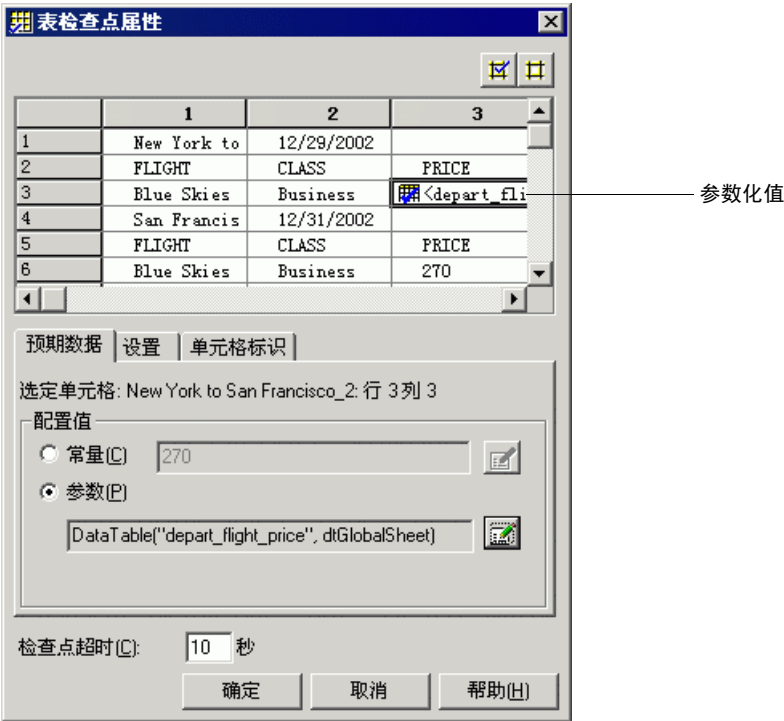 表检查点属性
1 2 3
1 New York to 12/29/2002
2 FLIGHT CLASS PRICE
3 Blue Skies Business <depart_fli
参数化值
4 San Francis 12/31/2002
5 FLIGHT CLASS PRICE
6 Blue Skies Business 270
预期数据 设置 单元格标识
选定单元格: New York to San Francisco_2: 行 3列 3
配置值
常量(C) 270
参数(P)
DataTable("depart_flight_price", dtGlobalSheet)
检查点超时(C): 10 秒
确定 取消 帮助(H)